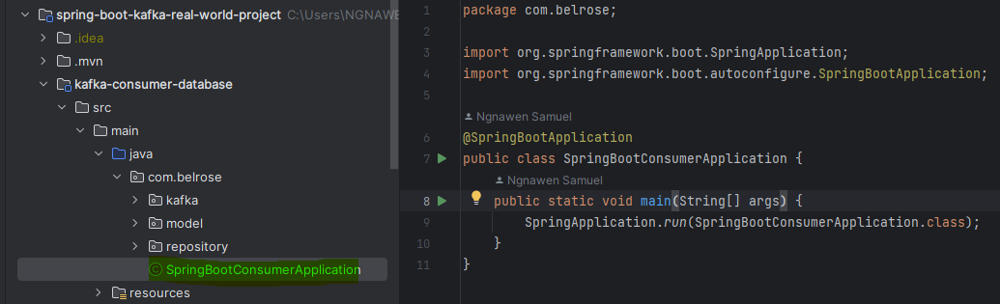 spring-boot-kafka-real-world-project C:\Users\NGNAWE
.idea
.mvn
kafka-consumer-database
src
main
java
com.belrose
kafka
model
repository
SpringBootConsumerApplication
resources
1 package com.belrose;
2
3 import org.springframework.boot.SpringApplication;
4 import org.springframework.boot.autoconfigure.SpringBootApplication;
5
Ngnawen Samuel
6 @SpringBootApplication
7 public class SpringBootConsumerApplication {
Ngnawen Samuel
8 public static void main(String[] args) {
9 SpringApplication.run(SpringBootConsumerApplication.class);
10 }
11 }